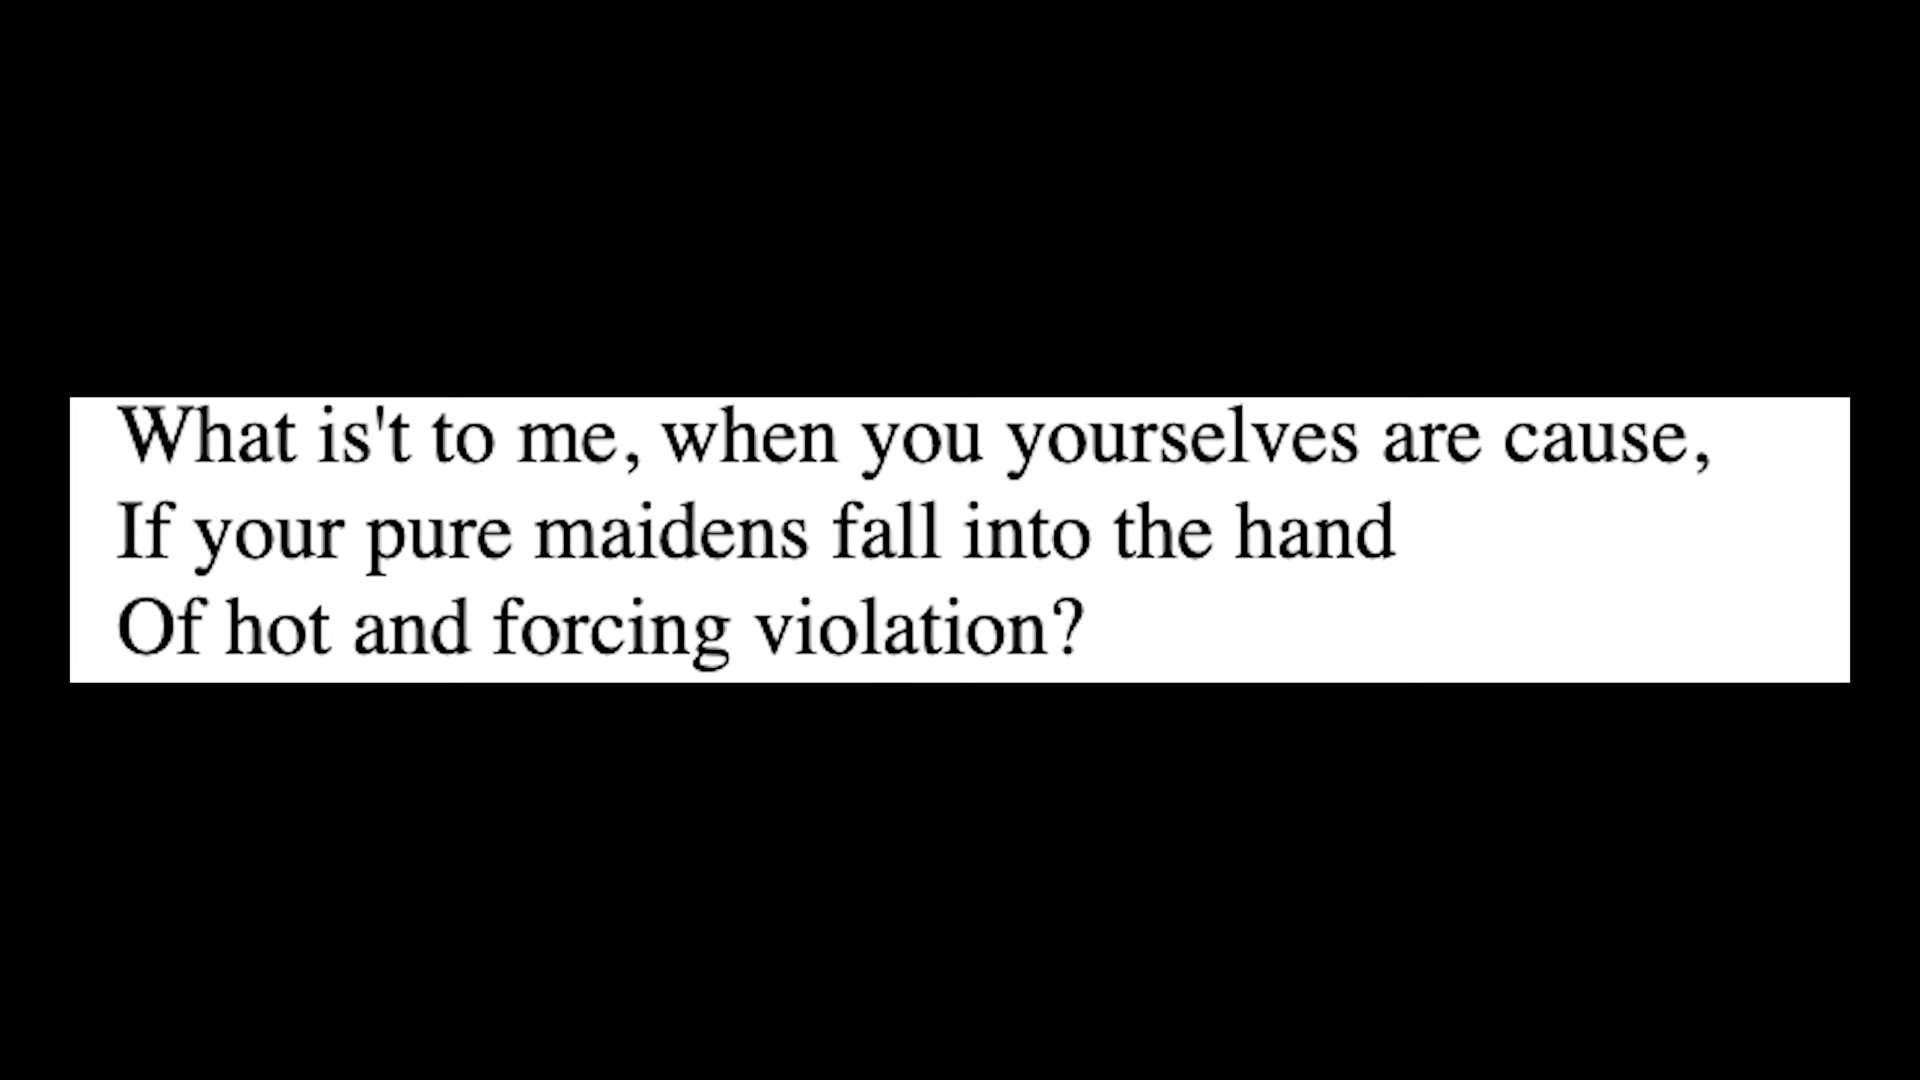 What is't to me, when you yourselves are cause,
If your pure maidens fall into the hand
Of hot and forcing violation?